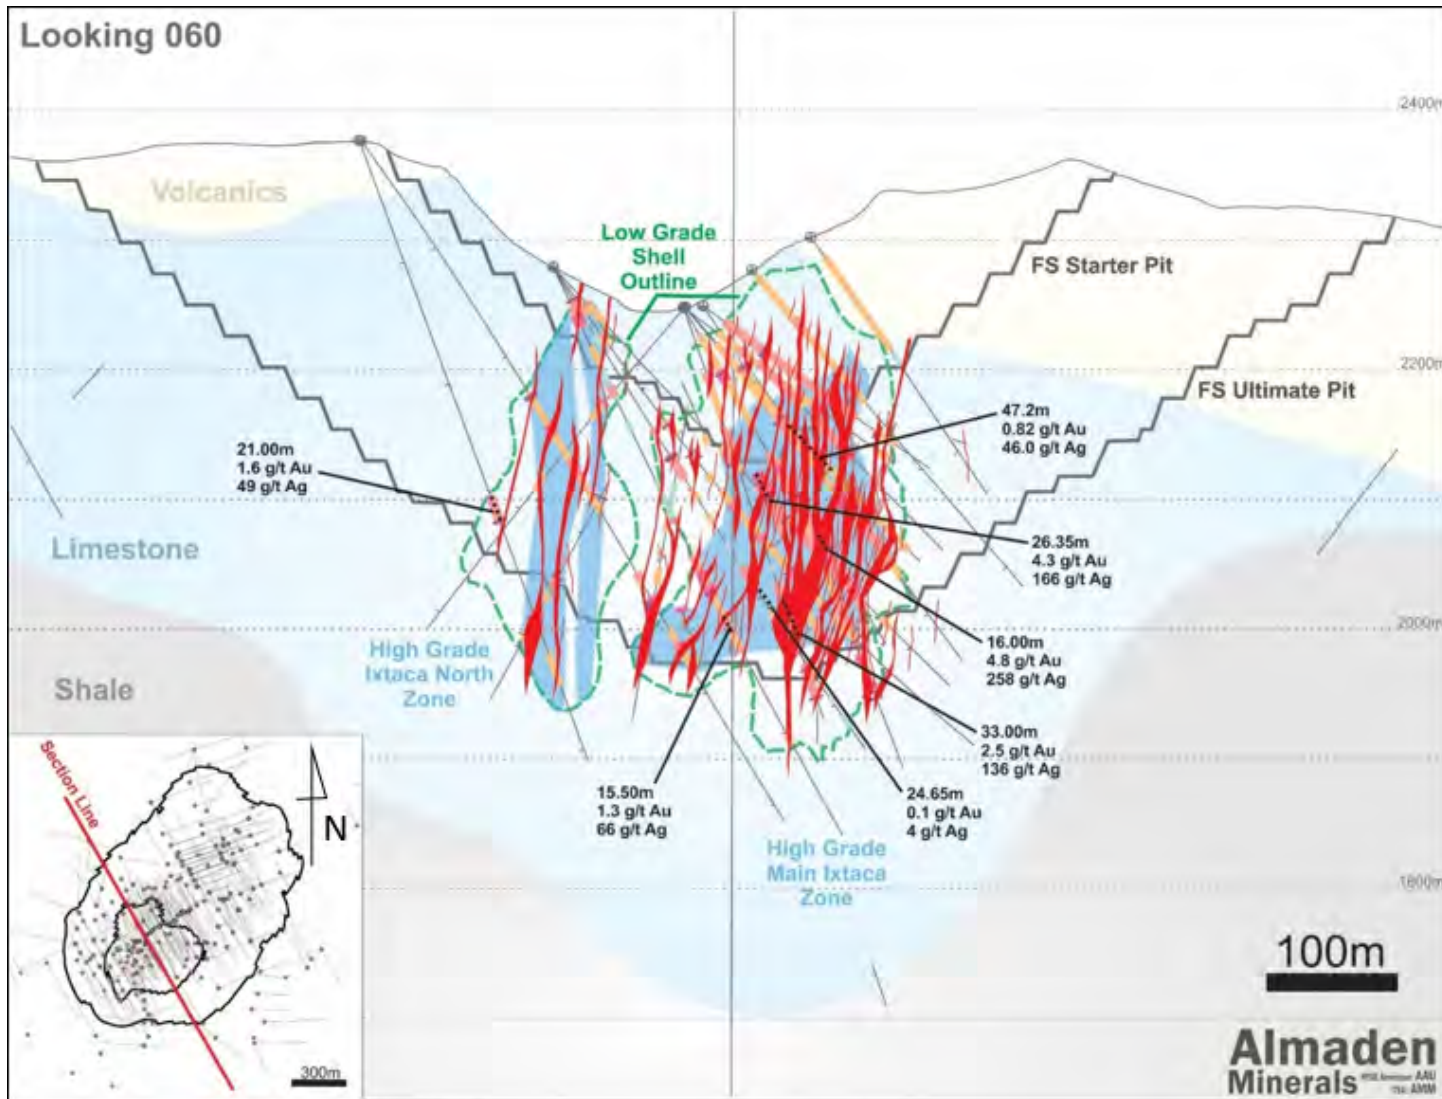 Looking 060
2400m
Volcanics
Low Grade
Shell
Outline
FS Starter Pit
2200m
FS Ultimate Pit
47.2m
0.82 g/t Au
46.0 g/t Ag
21.00m
1.6 g/t Au
49 g/t Ag
26.35m
4.3 g/t Au
166 g/t Ag
Limestone
2000m
16.00m
4.8 g/t Au
258 g/t Ag
High Grade
Ixtaca North
Zone
Shale
33.00m
2.5 g/t Au
136 g/t Ag
15.50m
1.3 g/t Au
66 g/t Ag
24.65m
0.1 g/t Au
4 g/t Ag
High Grade
Main Ixtaca
Zone
1800m
Section Line
N
300m
100m
Almaden
Minerals
AAU
AMM